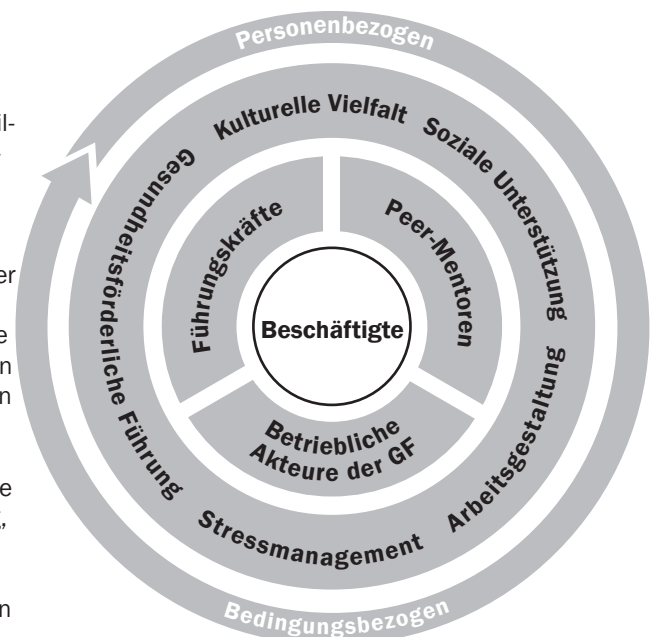 Personenbezogen
Kulturelle Vielfalt
Soziale Unterstützung
Arbeitsgestaltung
Stressmanagement
Gesundheitsförderliche Führung
Führungskräfte
Peer-Mentoren
Betriebliche
Akteure der GF
Beschäftigte
Bedingungsbezogen